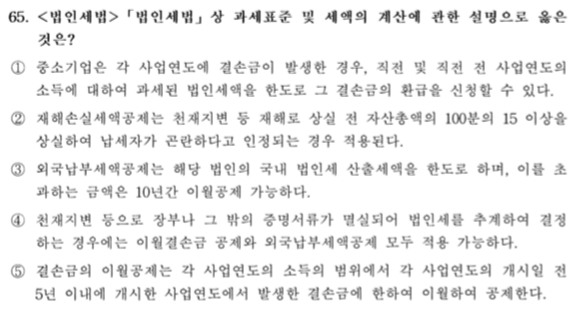 65. <법인세법>「법인세법」상 과세표준 및 세액의 계산에 관한 설명으로 옳은
것은?
① 중소기업은 각 사업연도에 결손금이 발생한 경우, 직전 및 직전 전 사업연도의
소득에 대하여 과세된 법인세액을 한도로 그 결손금의 환급을 신청할 수 있다.
② 재해손실세액공제는 천재지변 등 재해로 상실 전 자산총액의 100분의 15 이상을
상실하여 납세자가 곤란하다고 인정되는 경우 적용된다.
③ 외국납부세액공제는 해당 법인의 국내 법인세 산출세액을 한도로 하며, 이를 초
과하는 금액은 10년간 이월공제 가능하다.
④ 천재지변 등으로 장부나 그 밖의 증명서류가 멸실되어 법인세를 추계하여 결정
하는 경우에는 이월결손금 공제와 외국납부세액공제 모두 적용 가능하다.
⑤ 결손금의 이월공제는 각 사업연도의 소득의 범위에서 각 사업연도의 개시일 전
5년 이내에 개시한 사업연도에서 발생한 결손금에 한하여 이월하여 공제한다.